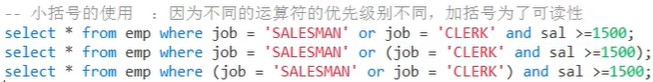 -- 小括号的使用 ：因为不同的运算符的优先级别不同，加括号为了可读性
select * from emp where job = 'SALESMAN' or job = 'CLERK' and sal >=1500;
select * from emp where job = 'SALESMAN' or (job = 'CLERK' and sal >=1500);
select * from emp where (job = 'SALESMAN' or job = 'CLERK') and sal >=1500;